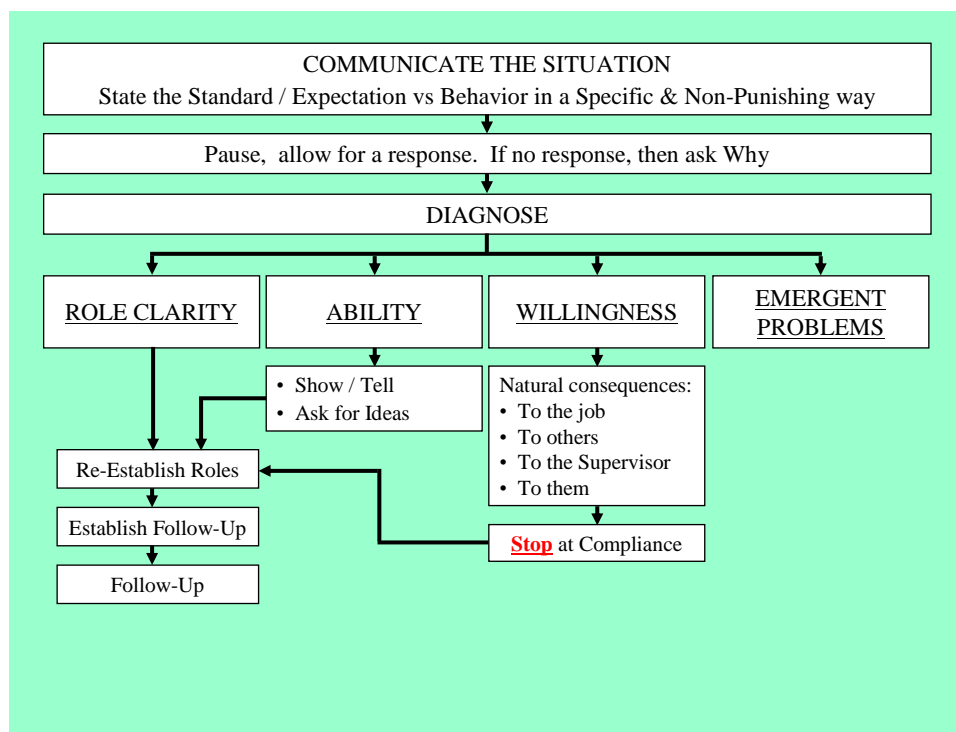 COMMUNICATE THE SITUATION
State the Standard / Expectation vs Behavior in a Specific & Non-Punishing way
Pause, allow for a response. If no response, then ask Why
DIAGNOSE
ROLE CLARITY
ABILITY
WILLINGNESS
EMERGENT
PROBLEMS
• Show / Tell
• Ask for Ideas
Natural consequences:
• To the job
• To others
• To the Supervisor
• To them
Re-Establish Roles
Establish Follow-Up
Stop at Compliance
Follow-Up